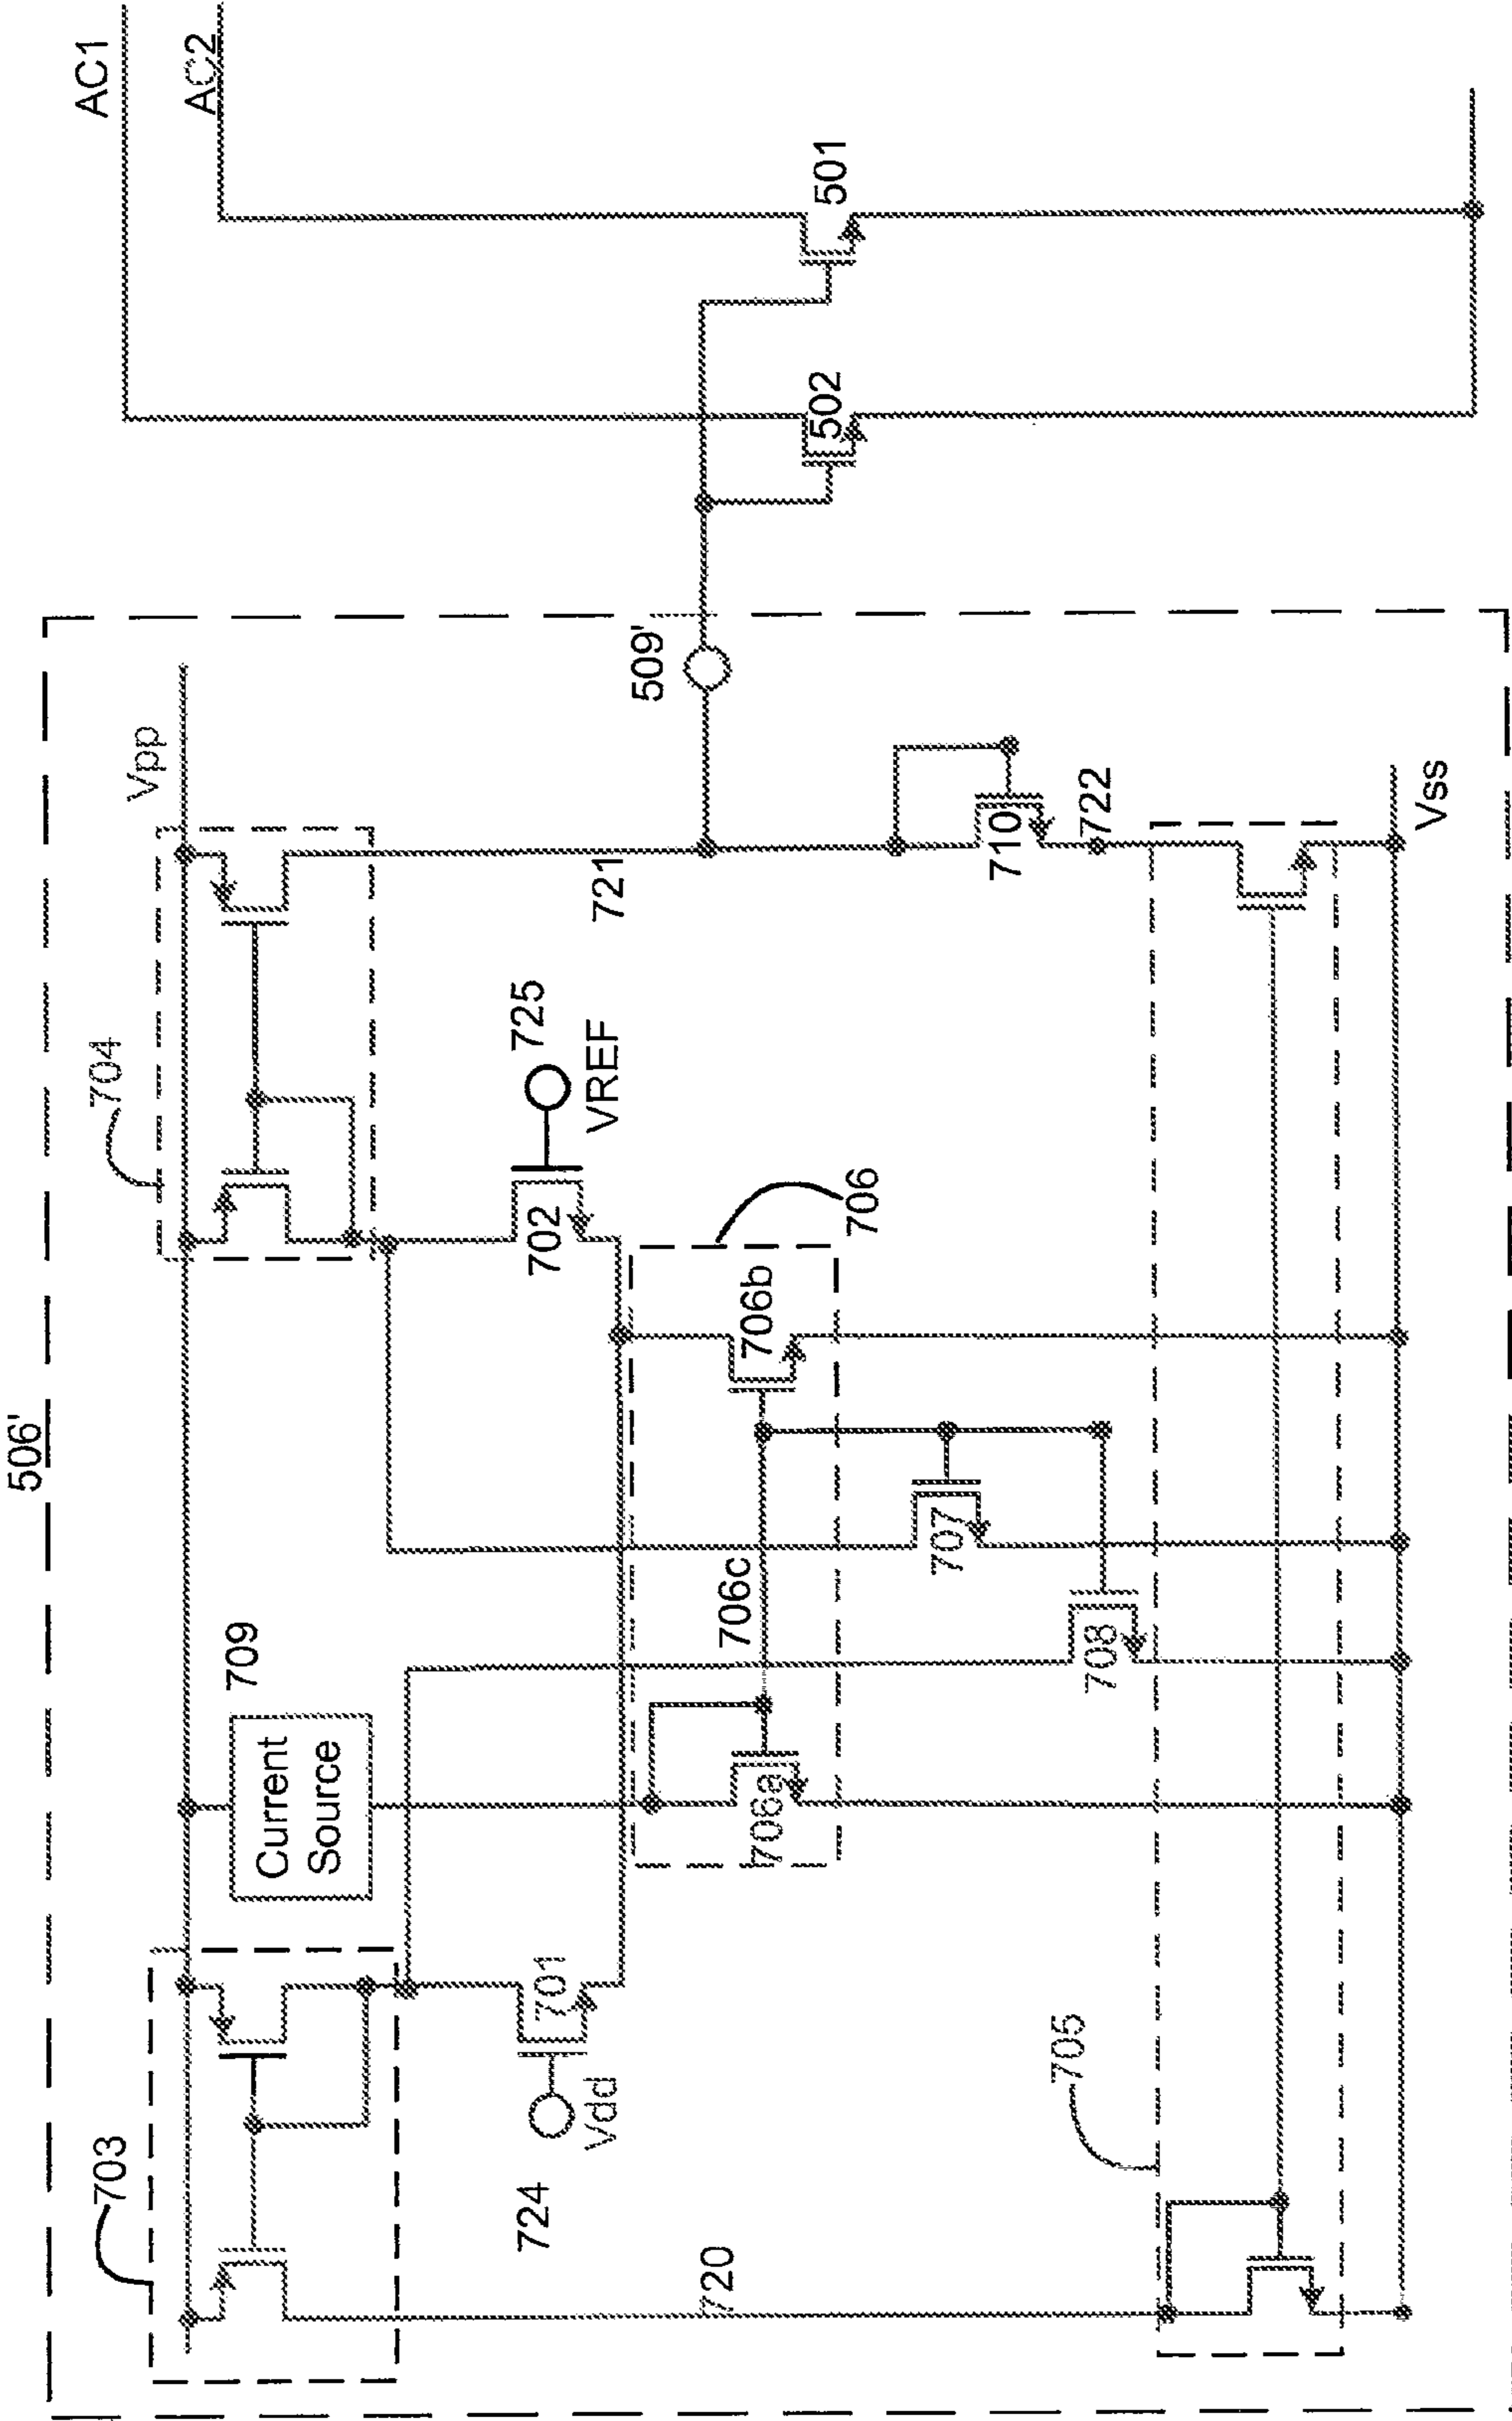 506'
AC1
AC2
703
704
Vpp
709
Current
Source
724
Vdd
701
702
725
VREF
721
509'
502
501
706
706a
706b
706c
720
707
708
710
722
705
Vss